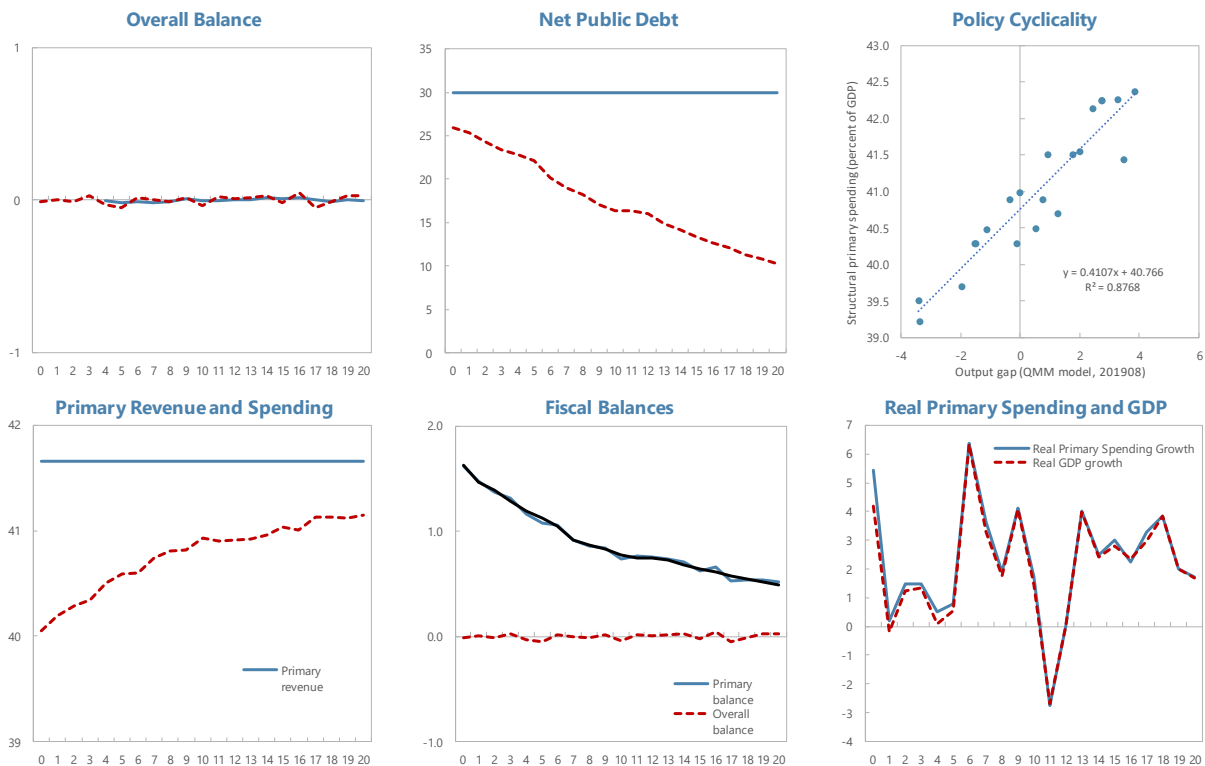 Overall Balance
1
0
-1
0 1 2 3 4 5 6 7 8 9 10 11 12 13 14 15 16 17 18 19 20
Net Public Debt
35
30
25
20
15
10
5
0
0 1 2 3 4 5 6 7 8 9 10 11 12 13 14 15 16 17 18 19 20
Policy Cyclicality
Structural primary spending (percent of GDP)
43.0
42.5
42.0
41.5
41.0
40.5
40.0
39.5
39.0
y = 0.4107x + 40.766
R² = 0.8768
-4 -2 0 2 4 6
Output gap (QMM model, 201908)
Primary Revenue and Spending
42
41
40
39
Primary
revenue
0 1 2 3 4 5 6 7 8 9 10 11 12 13 14 15 16 17 18 19 20
Fiscal Balances
2.0
1.0
0.0
-1.0
Primary
balance
Overall
balance
0 1 2 3 4 5 6 7 8 9 10 11 12 13 14 15 16 17 18 19 20
Real Primary Spending and GDP
7
6
5
4
3
2
1
0
-1
-2
-3
-4
Real Primary Spending Growth
Real GDP growth
0 1 2 3 4 5 6 7 8 9 10 11 12 13 14 15 16 17 18 19 20